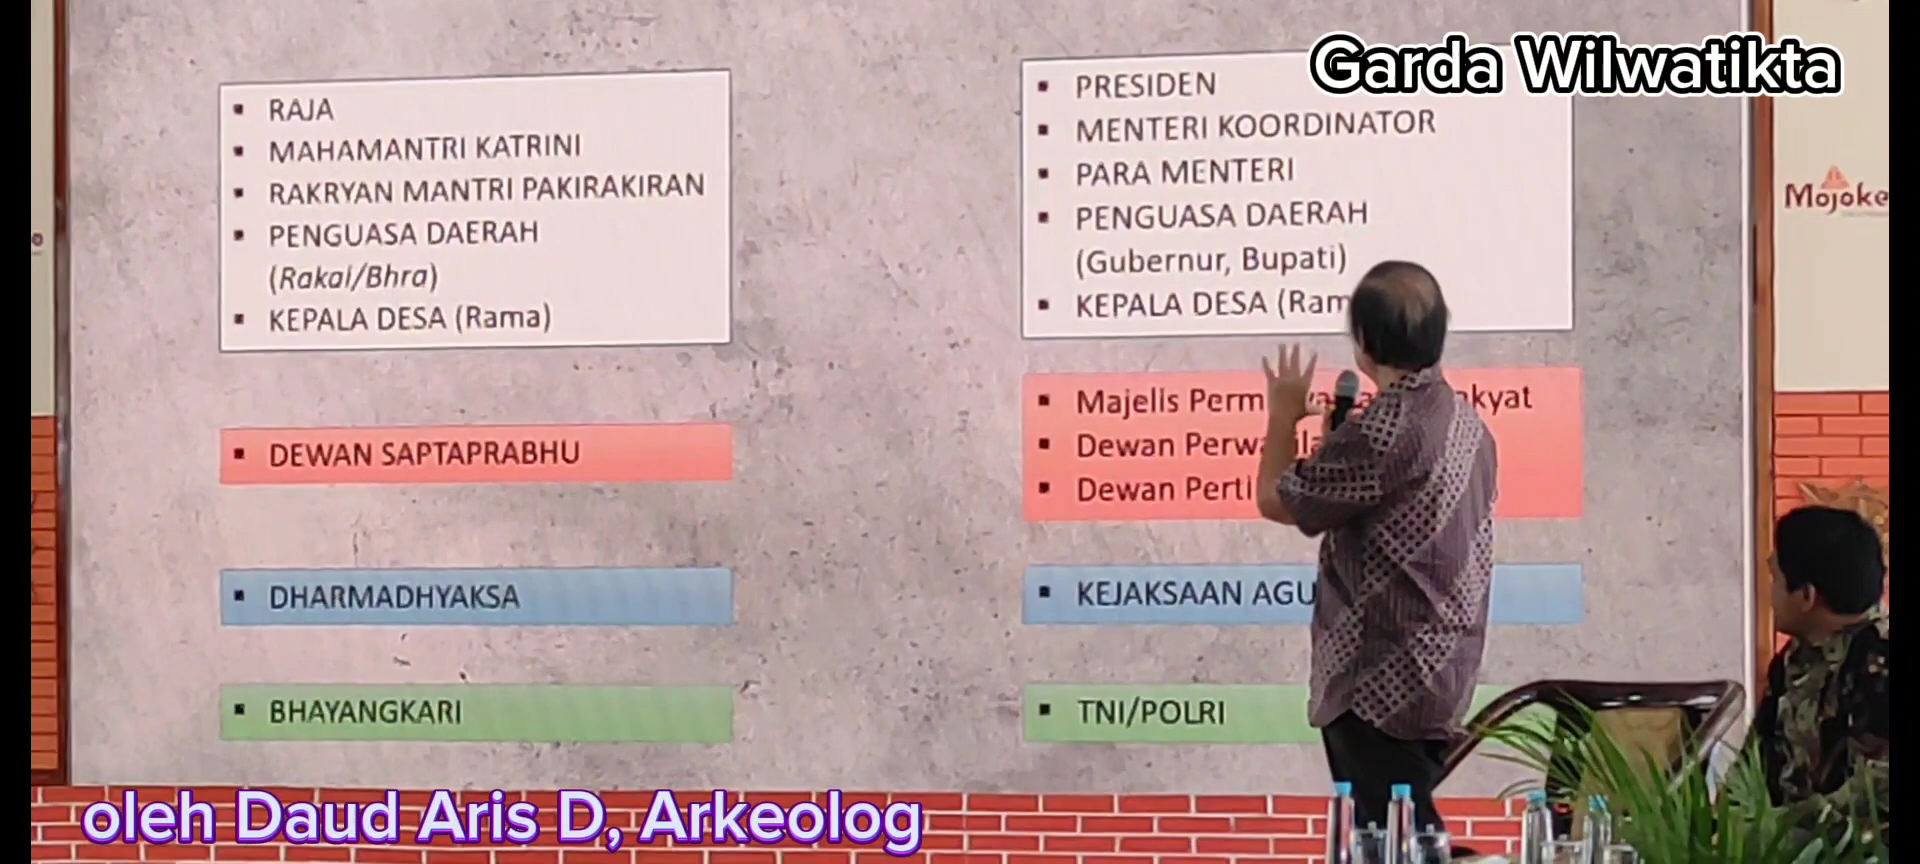 Garda Wilwatikta
RAJA
MAHAMANTRI KATRINI
RAKRYAN MANTRI PAKIRAKIRAN
PENGUASA DAERAH
(Rakai/Bhra)
KEPALA DESA (Rama)
DEWAN SAPTAPRABHU
DHARMADHYAKSA
BHAYANGKARI
PRESIDEN
MENTERI KOORDINATOR
PARA MENTERI
PENGUASA DAERAH
(Gubernur, Bupati)
KEPALA DESA
Majelis
Dewan
Dewan
KEJAKSAAN
TNI/POLRI
oleh Daud Aris D, Arkeolog